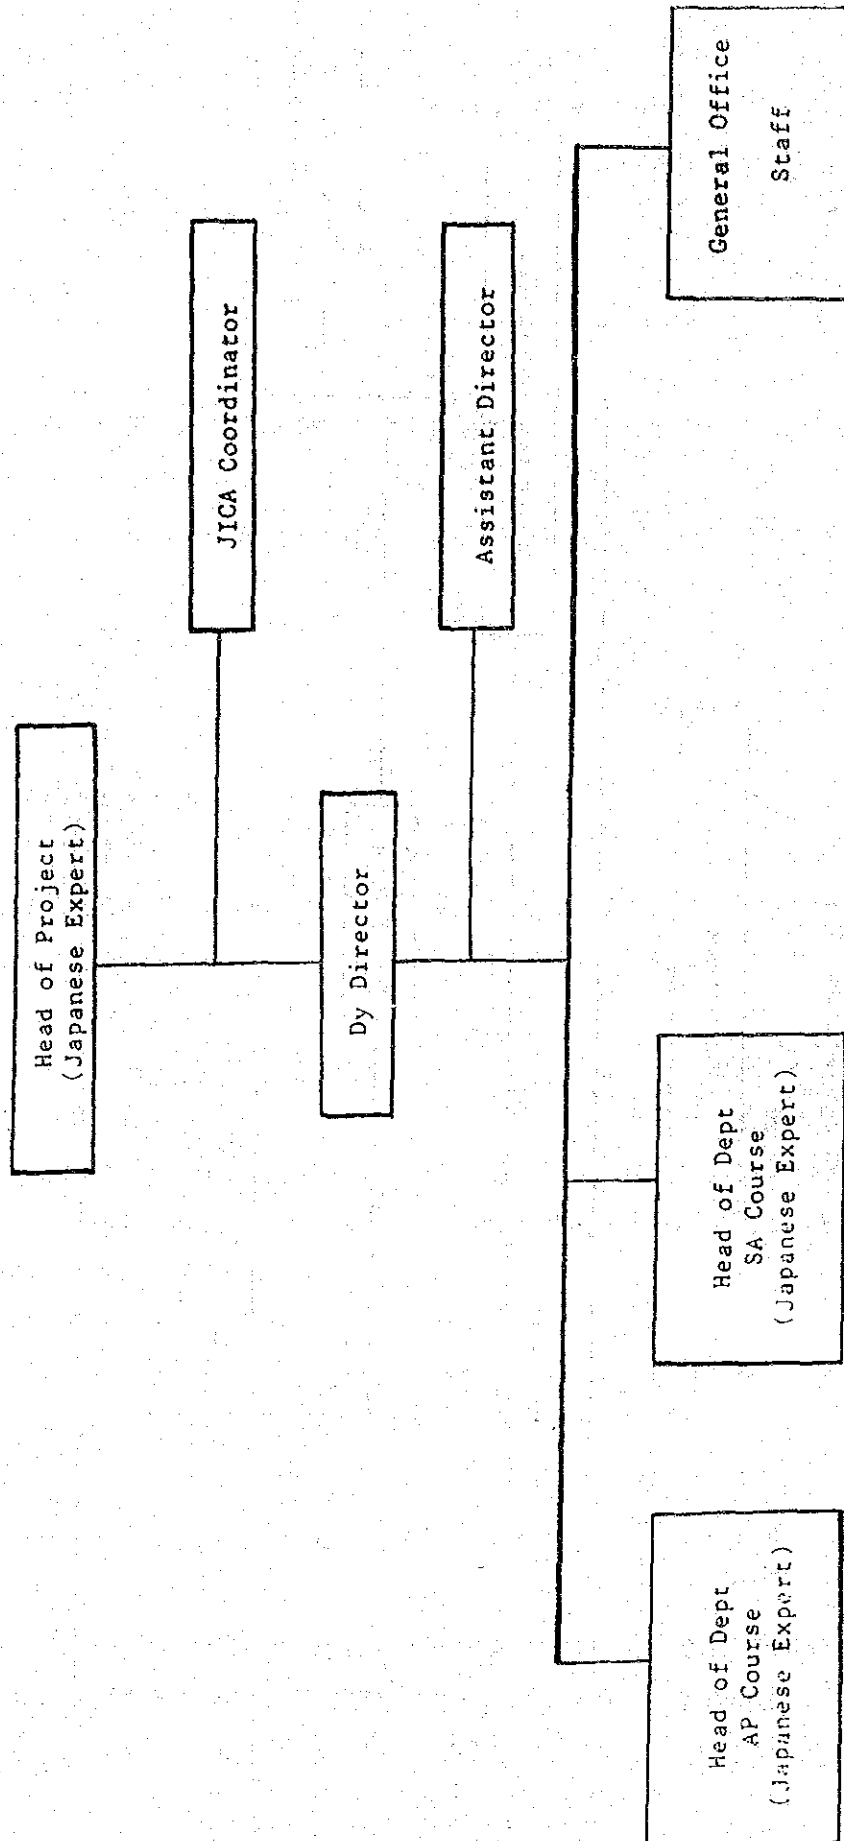 Head of Project
(Japanese Expert)
JICA Coordinator
Dy Director
Assistant Director
Head of Dept
AP Course
(Japanese Expert)
Head of Dept
SA Course
(Japanese Expert)
General Office
Staff